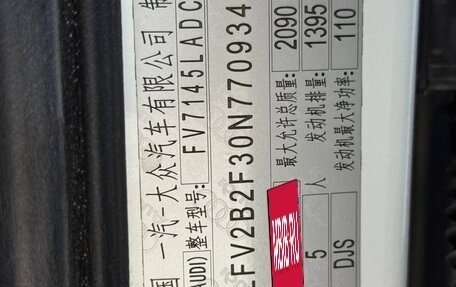 国 一汽-大众汽车有限公司 制
AUDI) 整车型号: FV7145LADC
FV2B2F30N770934
最大允许总质量: 2090
5 人 发动机排量: 1395
DJS 发动机最大净功率: 110